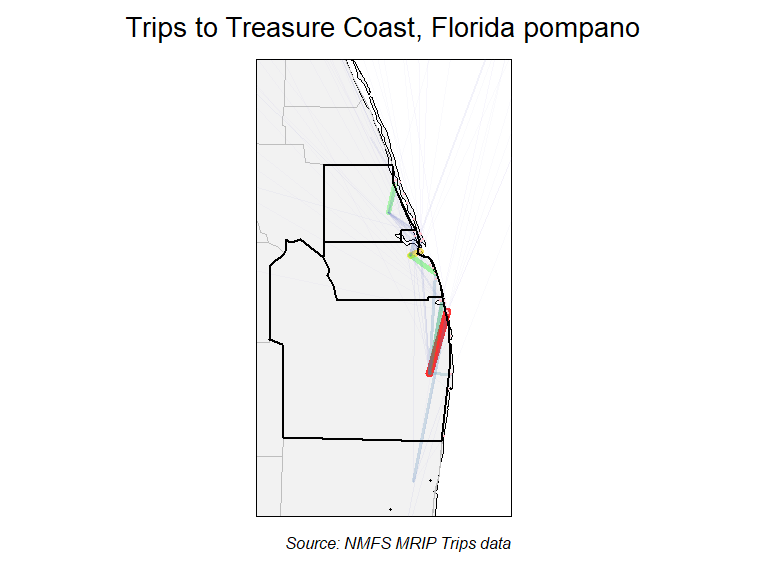 Trips to Treasure Coast, Florida pompano
Source: NMFS MRIP Trips data